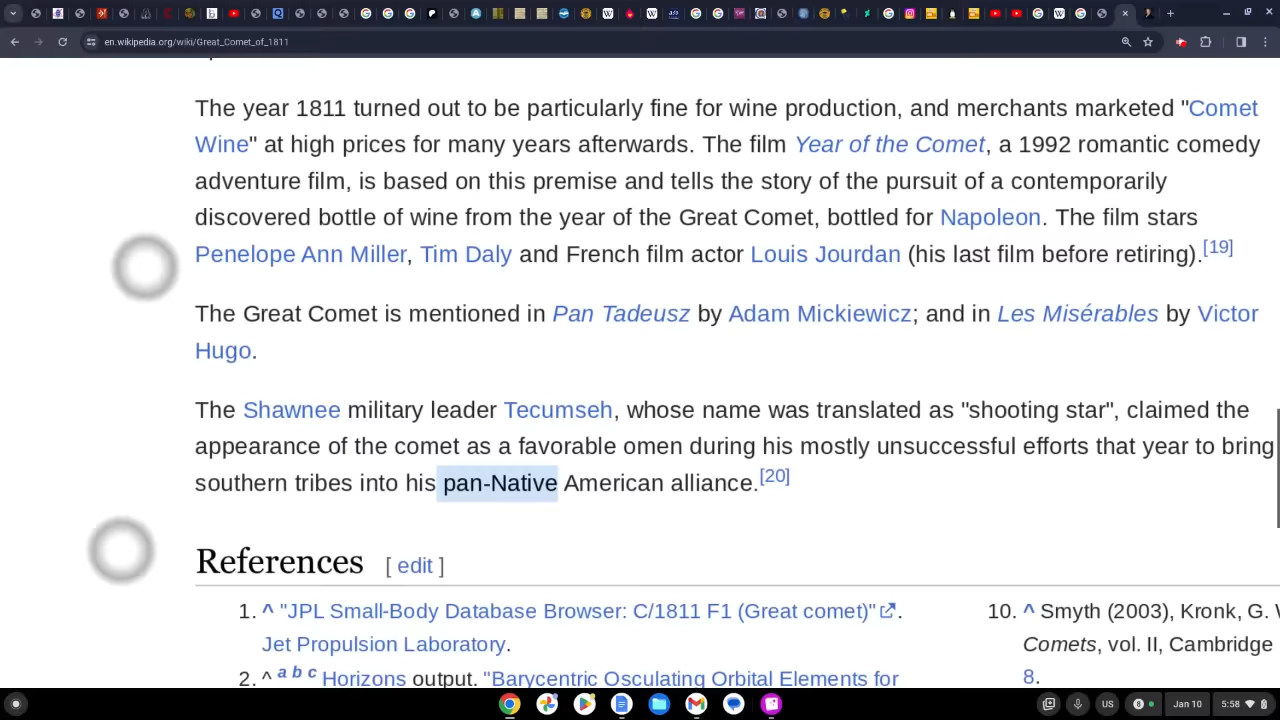 en.wikipedia.org/wiki/Great_Comet_of_1811
The year 1811 turned out to be particularly fine for wine production, and merchants marketed "Comet
Wine" at high prices for many years afterwards. The film Year of the Comet, a 1992 romantic comedy
adventure film, is based on this premise and tells the story of the pursuit of a contemporarily
discovered bottle of wine from the year of the Great Comet, bottled for Napoleon. The film stars
Penelope Ann Miller, Tim Daly and French film actor Louis Jourdan (his last film before retiring).[19]
The Great Comet is mentioned in Pan Tadeusz by Adam Mickiewicz; and in Les Misérables by Victor
Hugo.
The Shawnee military leader Tecumseh, whose name was translated as "shooting star", claimed the
appearance of the comet as a favorable omen during his mostly unsuccessful efforts that year to bring
southern tribes into his pan-Native American alliance.[20]
References [ edit ]
1. ^ "JPL Small-Body Database Browser: C/1811 F1 (Great comet)".
Jet Propulsion Laboratory.
2. ^ a b c Horizons output. "Barycentric Osculating Orbital Elements for
10. ^ Smyth (2003), Kronk, G. W
Comets, vol. II, Cambridge
8.
US
8
Jan 10
5:58